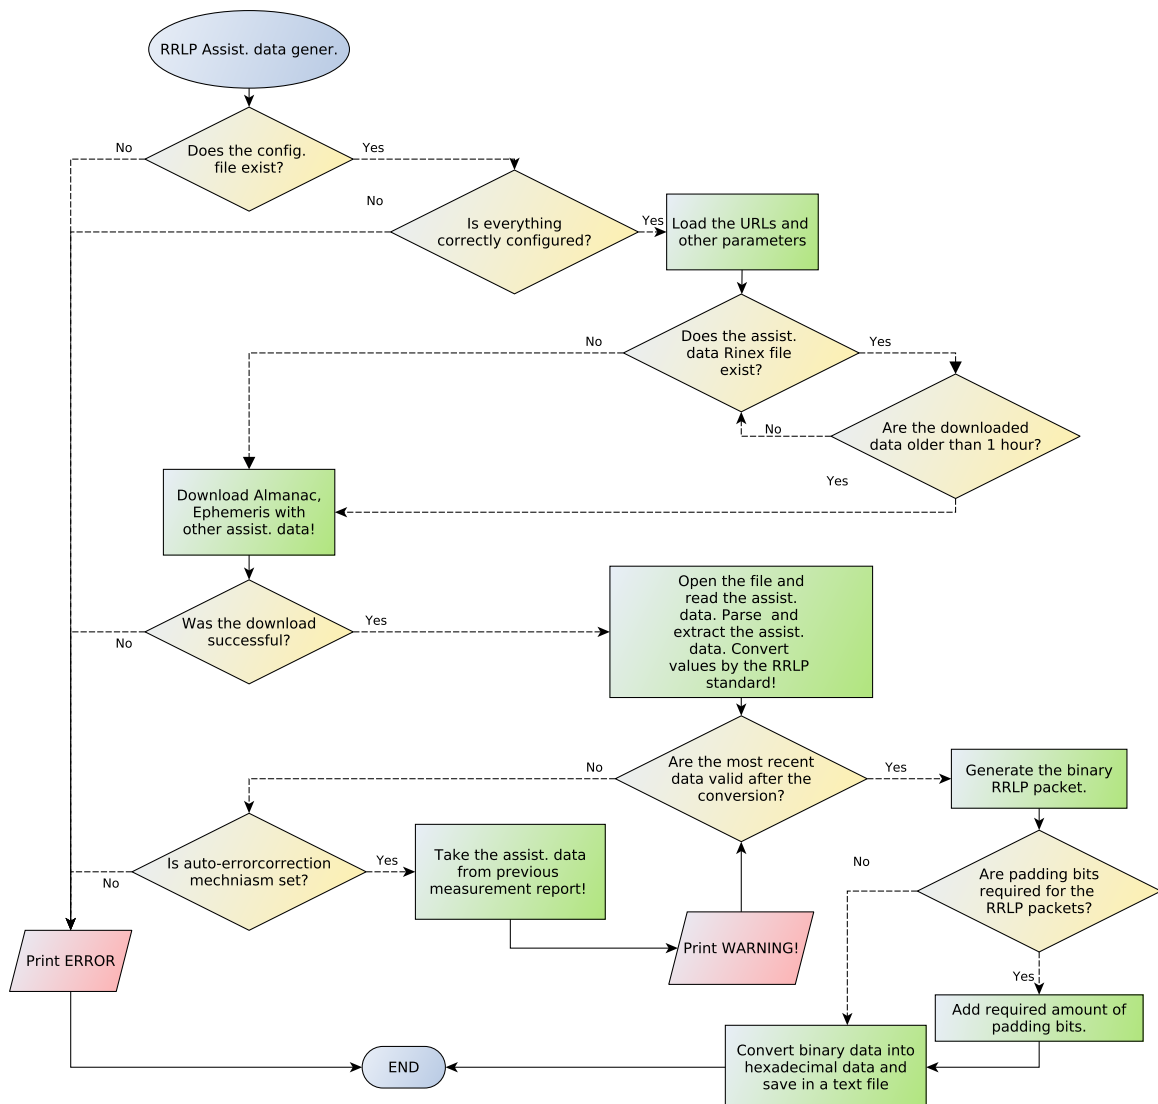 RRLP Assist. data gener.
No
Does the config.
file exist?
Yes
No
Is everything
correctly configured?
Yes
Load the URLs and
other parameters
No
Does the assist.
data Rinex file
exist?
Yes
No
Are the downloaded
data older than 1 hour?
Yes
Download Almanac,
Ephemeris with
other assist. data!
Was the download
successful?
Yes
No
Open the file and
read the assist.
data. Parse  and
extract the assist.
data. Convert
values by the RRLP
standard!
No
Are the most recent
data valid after the
conversion?
Yes
Generate the binary
RRLP packet.
Is auto-errorcorrection
mechniasm set?
Yes
No
Take the assist. data
from previous
measurement report!
No
Are padding bits
required for the
RRLP packets?
Yes
Print ERROR
Print WARNING!
Add required amount of
padding bits.
END
Convert binary data into
hexadecimal data and
save in a text file